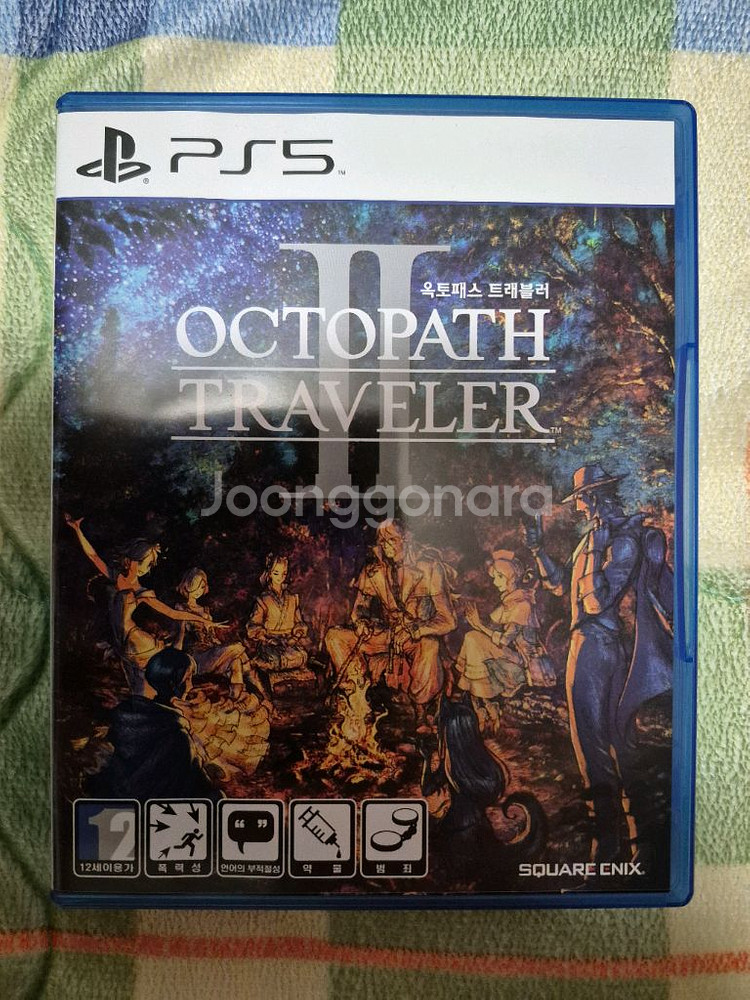 PS5
II
옥토패스 트래블러
OCTOPATH
TRAVELER™
Joonggonara
12
12세이용가
폭력성
언어의 부적절성
약물
범죄
SQUARE ENIX.